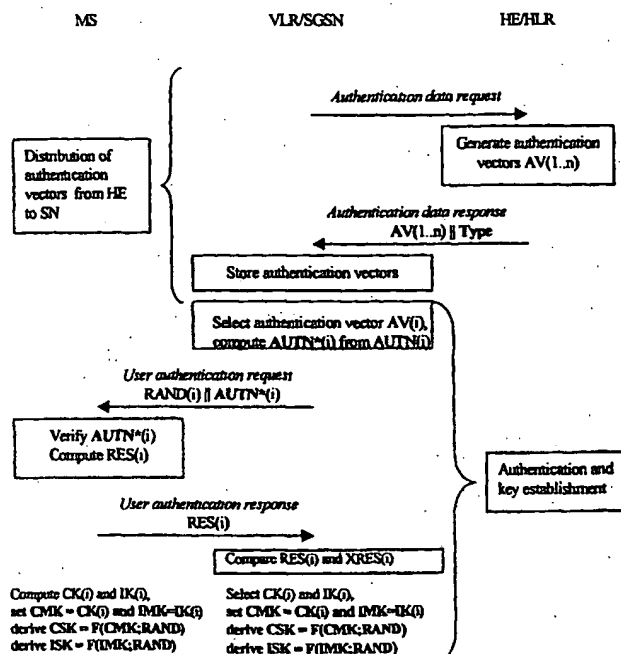 MS VLR/SGSN HE/HLR
Authentication data request
Distribution of
authentication
vectors from HE
to SN
Generate authentication
vectors AV(1..n)
Authentication data response
AV(1..n) || Type
Store authentication vectors
Select authentication vector AV(i),
compute AUTN*(i) from AUTN(i)
User authentication request
RAND(i) || AUTN*(i)
Verify AUTN*(i)
Compute RES(i)
Authentication and
key establishment
User authentication response
RES(i)
Compare RES(i) and XRES(i)
Compute CK(i) and IK(i),
set CMK = CK(i) and IMK=IK(i)
derive CSK = F(CMK;RAND)
derive ISK = F(IMK;RAND)
Select CK(i) and IK(i),
set CMK = CK(i) and IMK=IK(i)
derive CSK = F(CMK;RAND)
derive ISK = F(IMK;RAND)